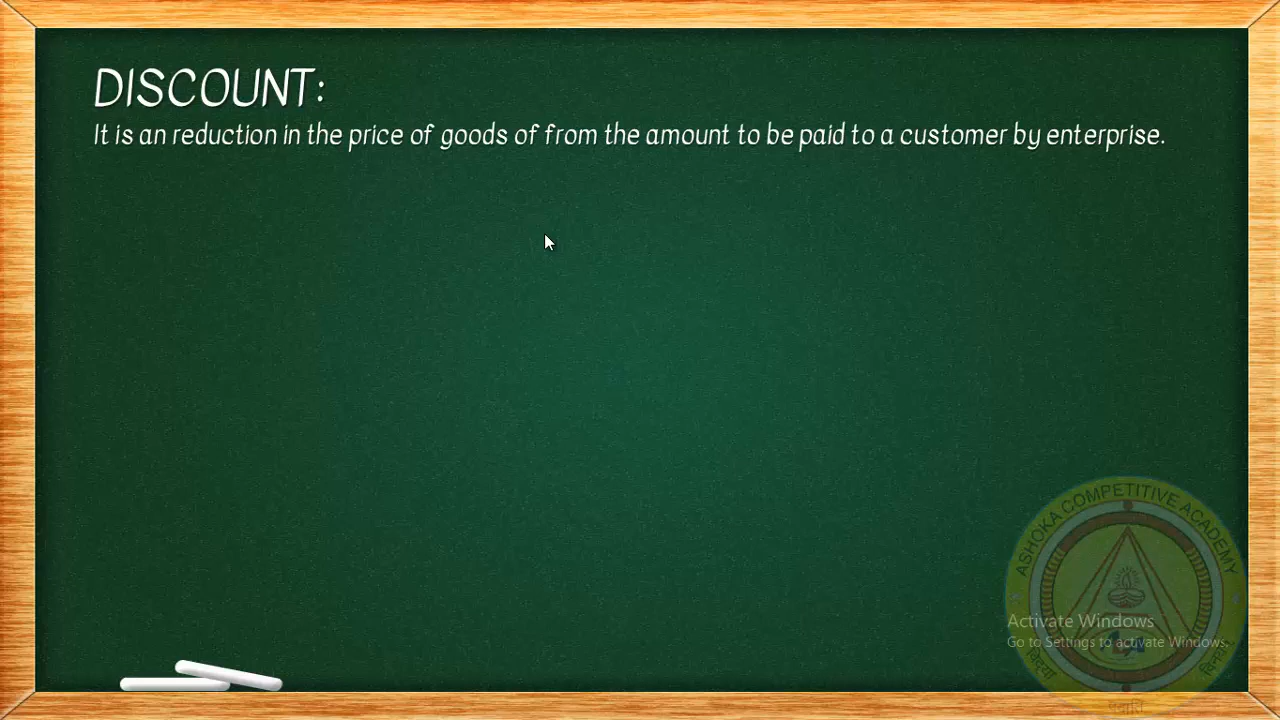 DISCOUNT:
It is an reduction in the price of goods of from the amount to be paid to a customer by enterprise.
ASHOKA COMPETITIVE ACADEMY
Activate Windows
Go to Settings to activate Windows.